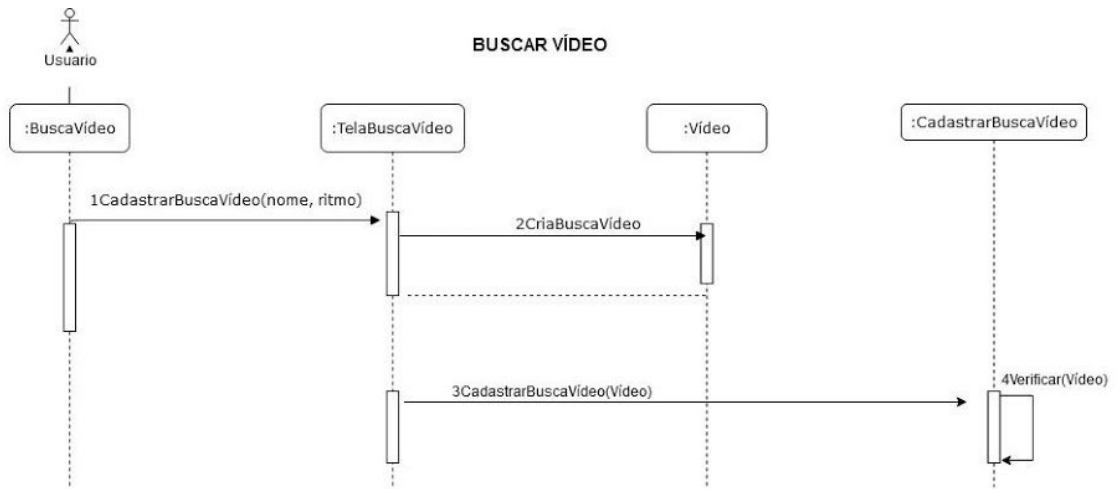 Usuario
BUSCAR VÍDEO
:BuscaVídeo
:TelaBuscaVídeo
:Vídeo
:CadastrarBuscaVídeo
1CadastrarBuscaVídeo(nome, ritmo)
2CriaBuscaVídeo
3CadastrarBuscaVídeo(Vídeo)
4Verificar(Vídeo)